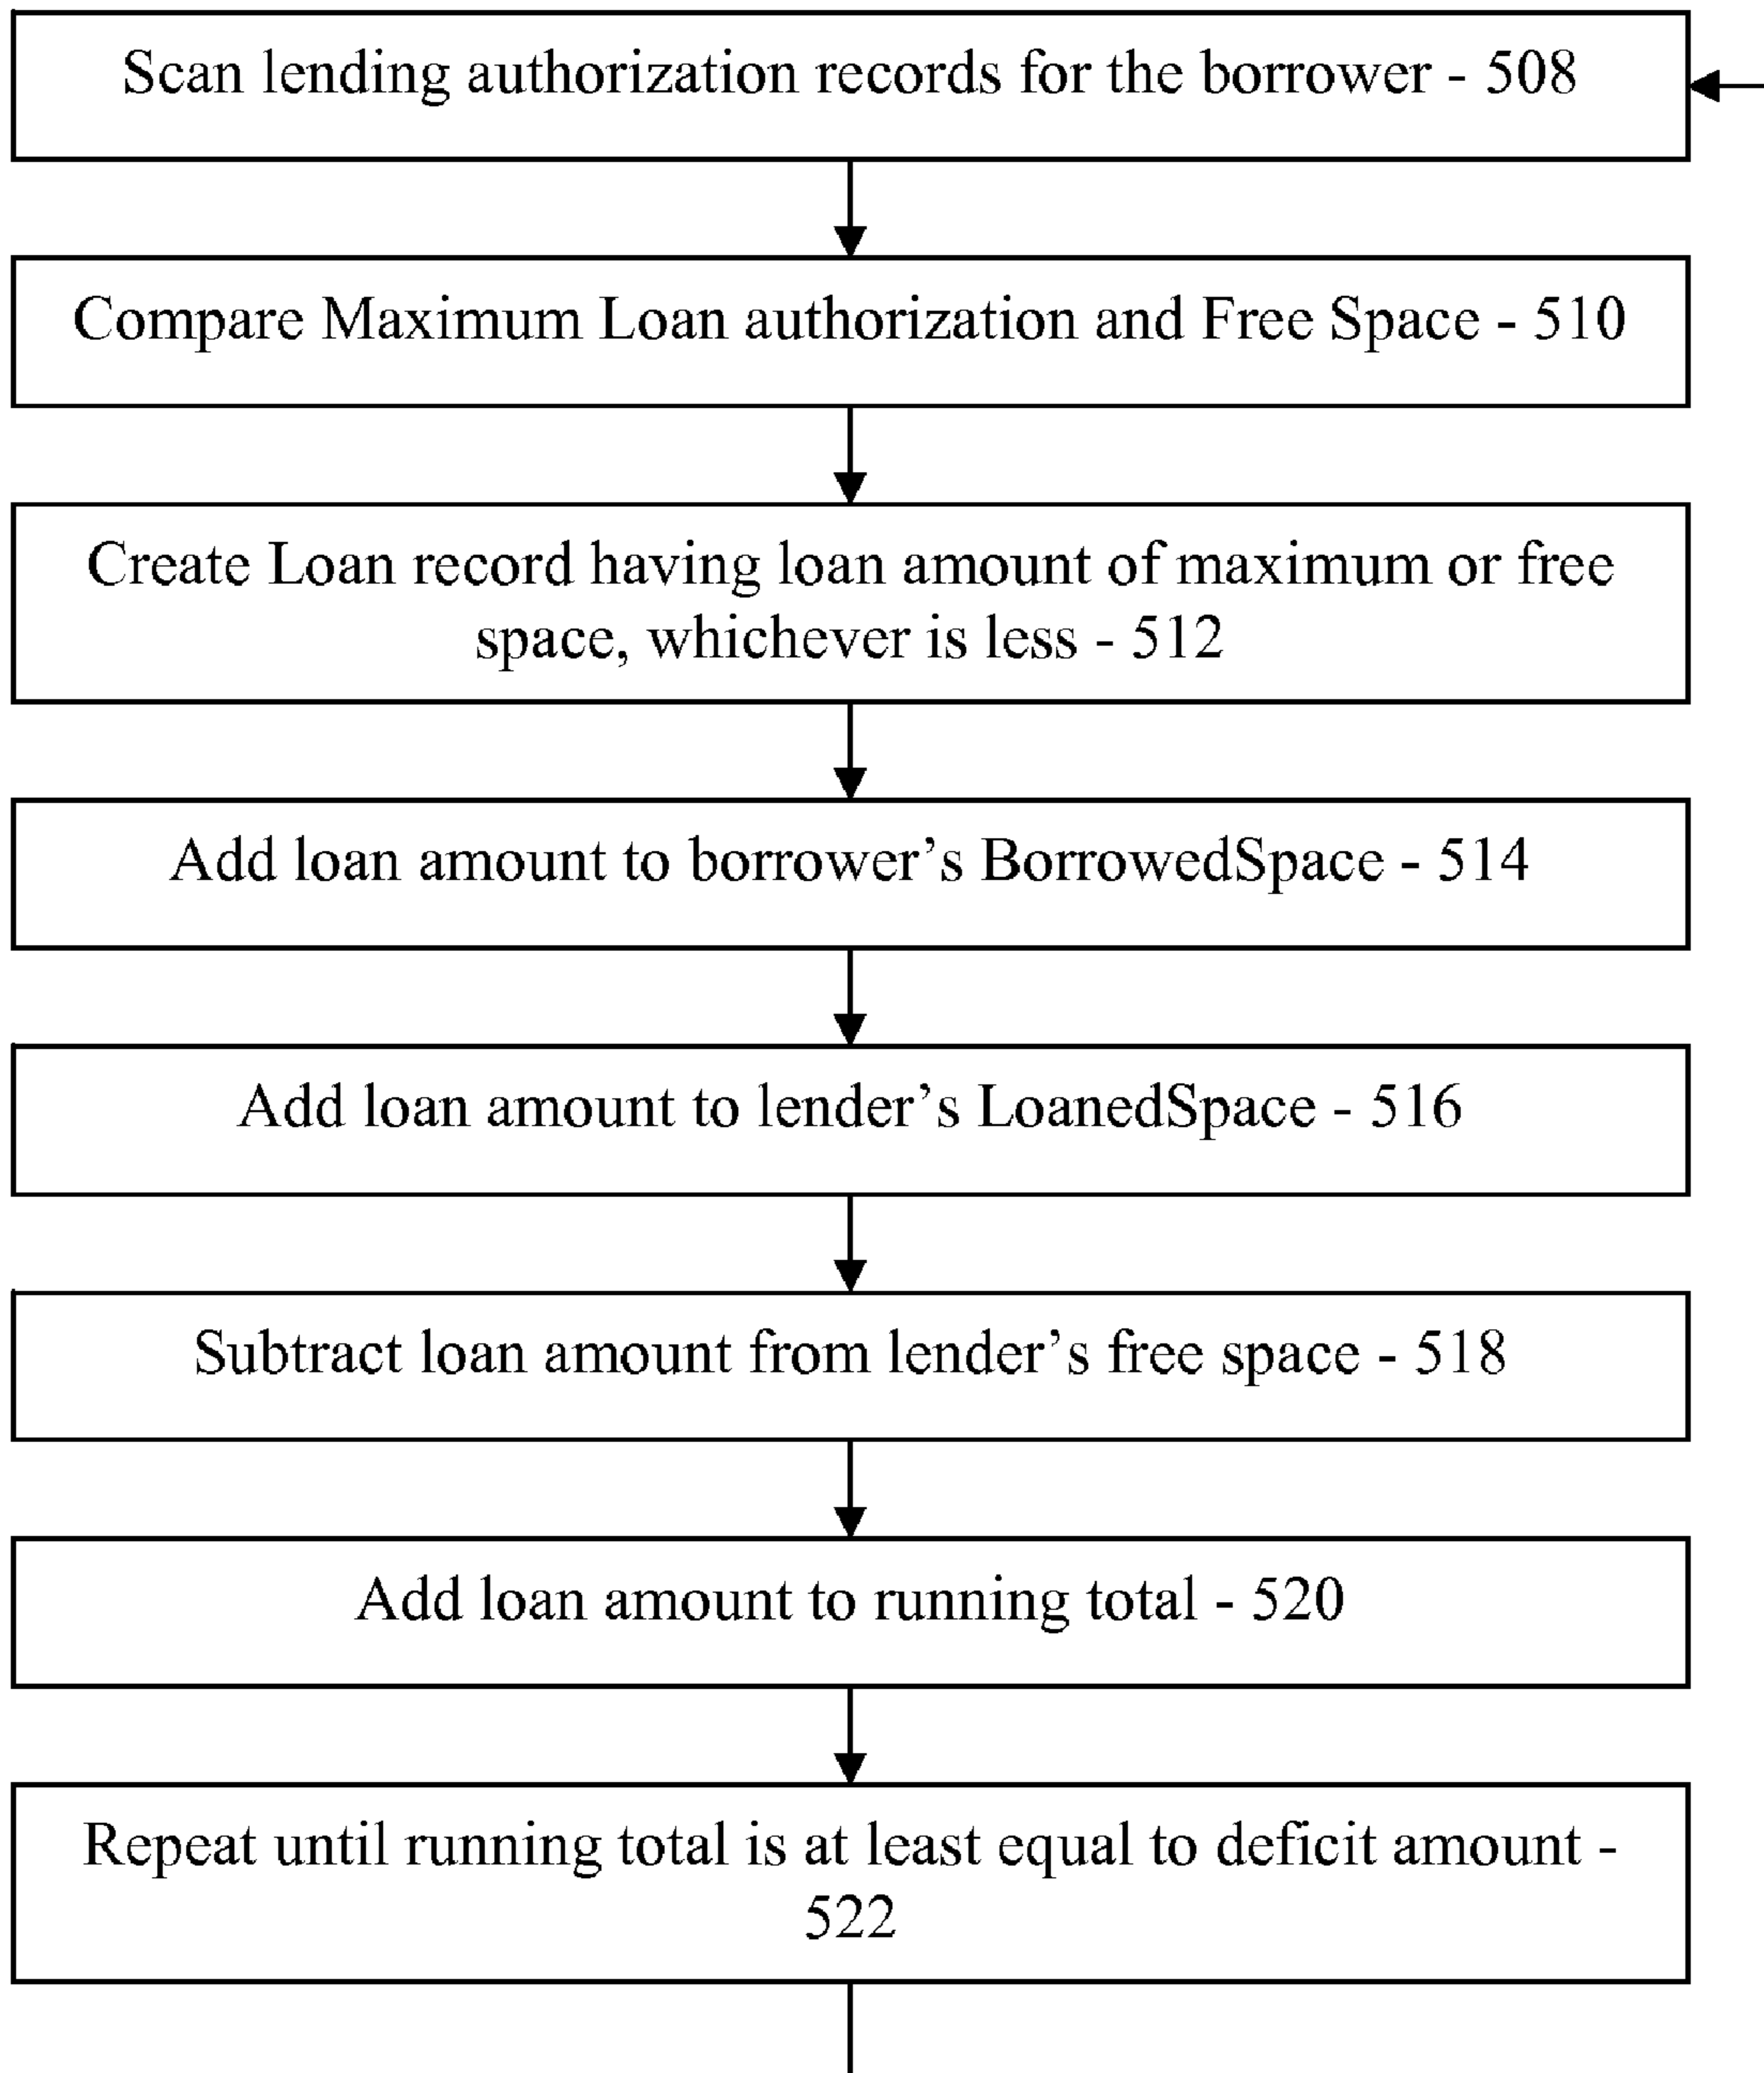 Scan lending authorization records for the borrower - 508
Compare Maximum Loan authorization and Free Space - 510
Create Loan record having loan amount of maximum or free
space, whichever is less - 512
Add loan amount to borrower’s BorrowedSpace - 514
Add loan amount to lender’s LoanedSpace - 516
Subtract loan amount from lender’s free space - 518
Add loan amount to running total - 520
Repeat until running total is at least equal to deficit amount -
522